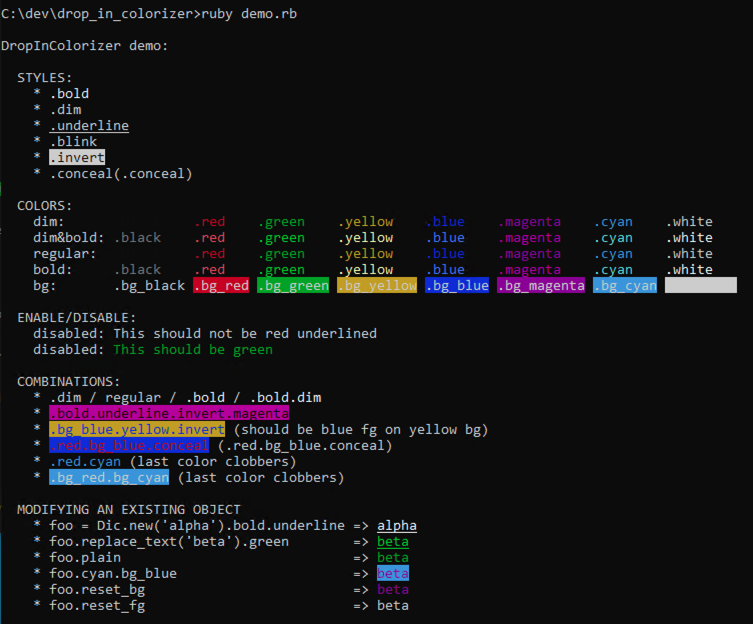 C:\dev\drop_in_colorizer>ruby demo.rb
DropInColorizer demo:
STYLES:
* .bold
* .dim
* .underline
* .blink
* .invert
* .conceal(.conceal)
COLORS:
dim: .red .green .yellow .blue .magenta .cyan .white
dim&bold: .black .red .green .yellow .blue .magenta .cyan .white
regular: .red .green .yellow .blue .magenta .cyan .white
bold: .black .red .green .yellow .blue .magenta .cyan .white
bg: .bg_black .bg_red .bg_green .bg_yellow .bg_blue .bg_magenta .bg_cyan
ENABLE/DISABLE:
disabled: This should not be red underlined
disabled: This should be green
COMBINATIONS:
* .dim / regular / .bold / .bold.dim
* .bold.underline.invert.magenta
* .bg_blue.yellow.invert (should be blue fg on yellow bg)
* .red.bg_blue.conceal (.red.bg_blue.conceal)
* .red.cyan (last color clobbers)
* .bg_red.bg_cyan (last color clobbers)
MODIFYING AN EXISTING OBJECT
* foo = Dic.new('alpha').bold.underline => alpha
* foo.replace_text('beta').green => beta
* foo.plain => beta
* foo.cyan.bg_blue => beta
* foo.reset_bg => beta
* foo.reset_fg => beta